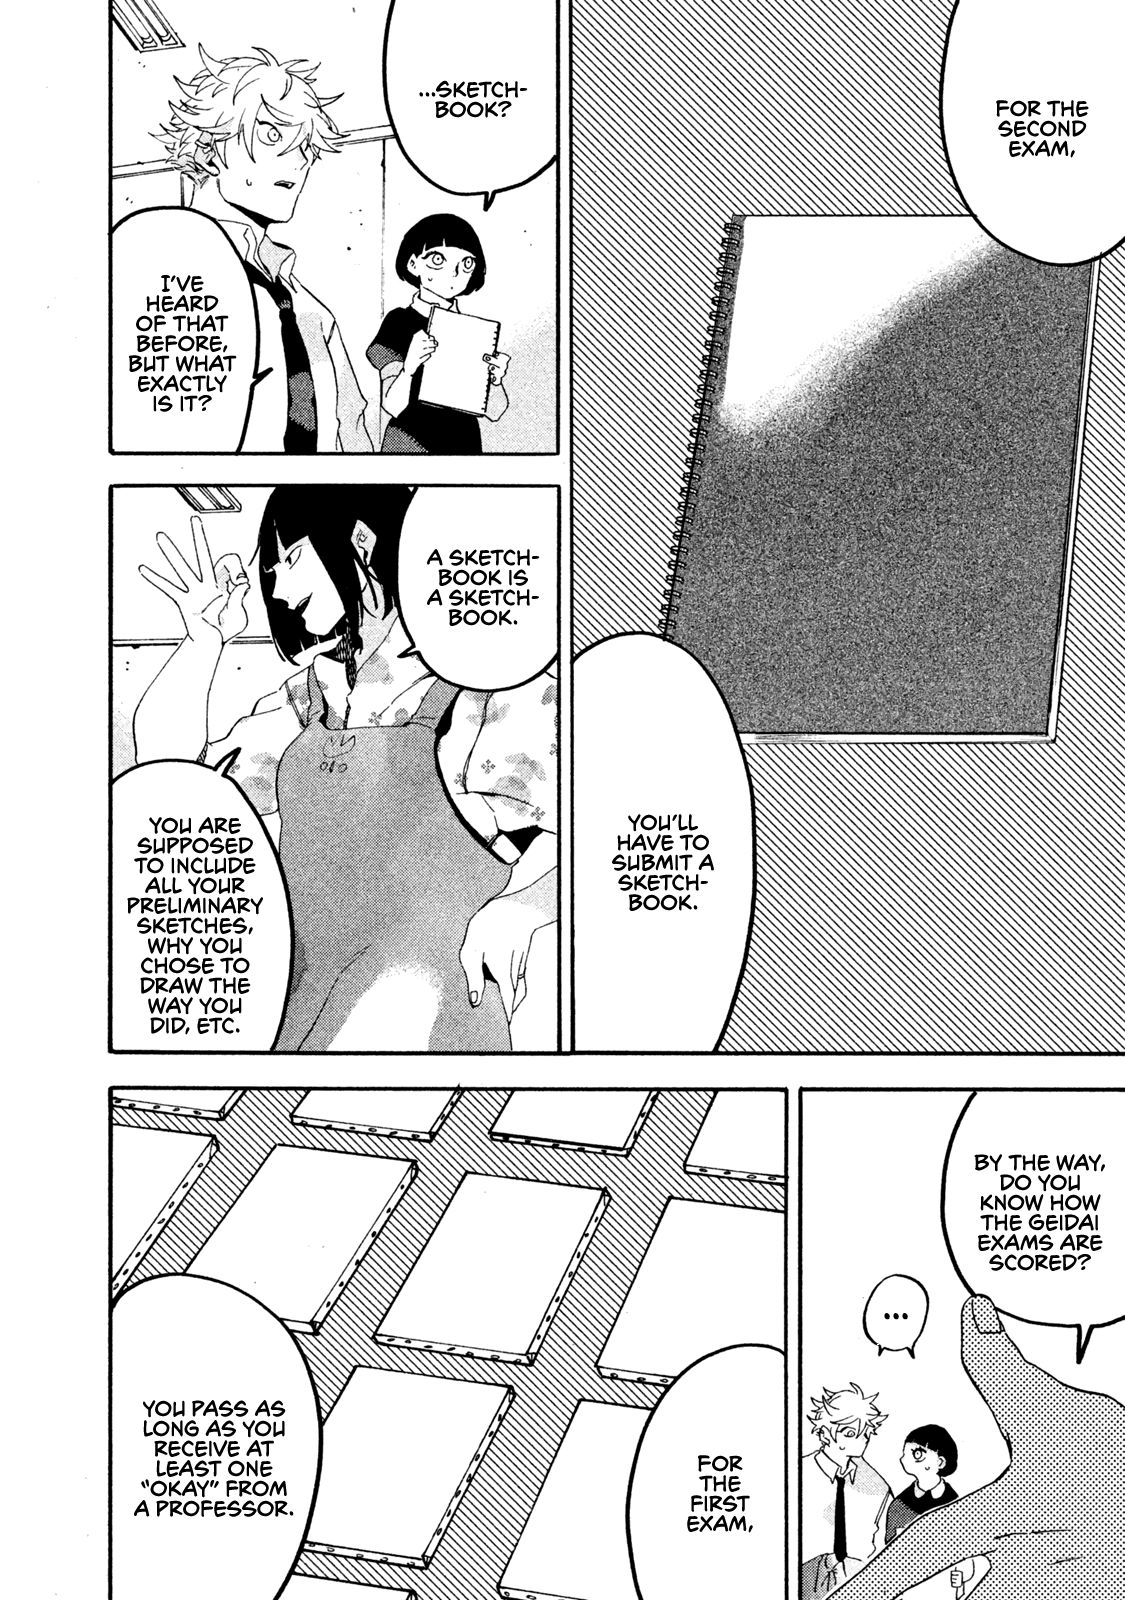 FOR THE
SECOND
EXAM,
YOU'LL
HAVE TO
SUBMIT A
SKETCH-
BOOK.
...SKETCH-
BOOK?
I'VE
HEARD
OF THAT
BEFORE,
BUT WHAT
EXACTLY
IS IT?
A SKETCH-
BOOK IS
A SKETCH-
BOOK.
YOU ARE
SUPPOSED
TO INCLUDE
ALL YOUR
PRELIMINARY
SKETCHES,
WHY YOU
CHOSE TO
DRAW THE
WAY YOU
DID, ETC.
BY THE WAY,
DO YOU
KNOW HOW
THE GEIDAI
EXAMS ARE
SCORED?
...
FOR
THE
FIRST
EXAM,
YOU PASS AS
LONG AS YOU
RECEIVE AT
LEAST ONE
"OKAY" FROM
A PROFESSOR.